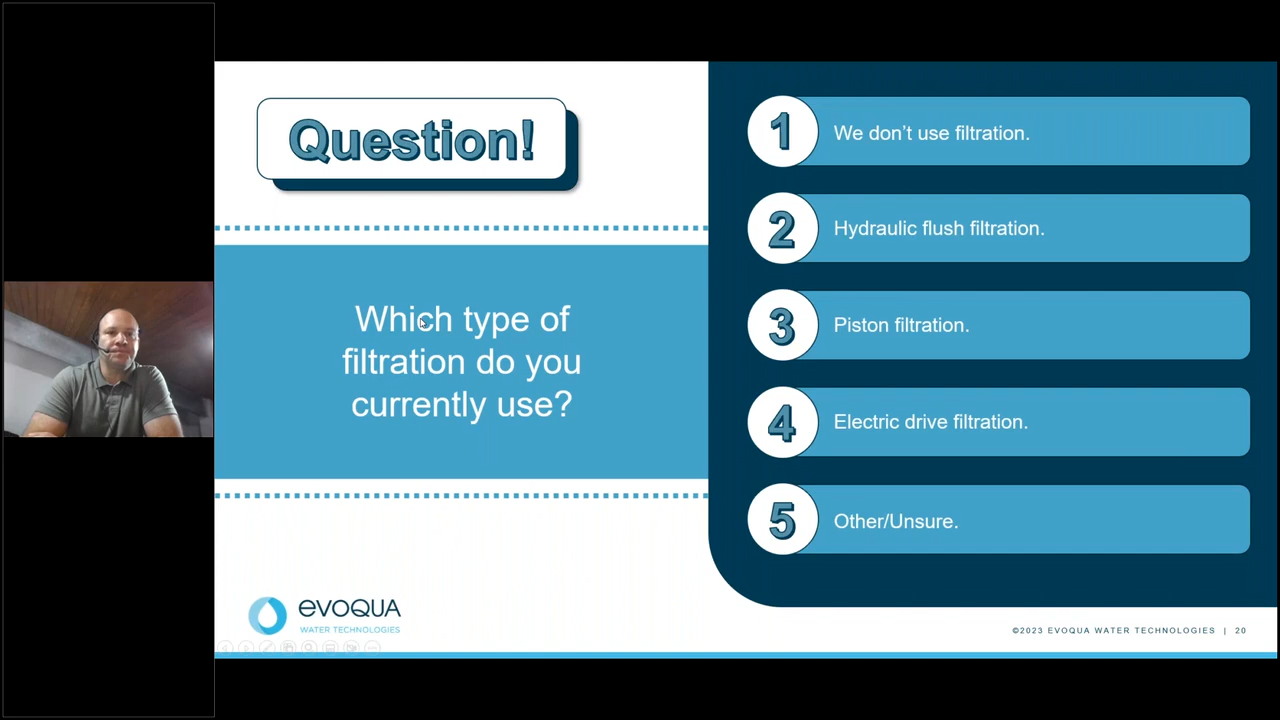 Question!
Which type of
filtration do you
currently use?
1
We don’t use filtration.
2
Hydraulic flush filtration.
3
Piston filtration.
4
Electric drive filtration.
5
Other/Unsure.
evoQUA
WATER TECHNOLOGIES
©2023 EVOQUA WATER TECHNOLOGIES | 20